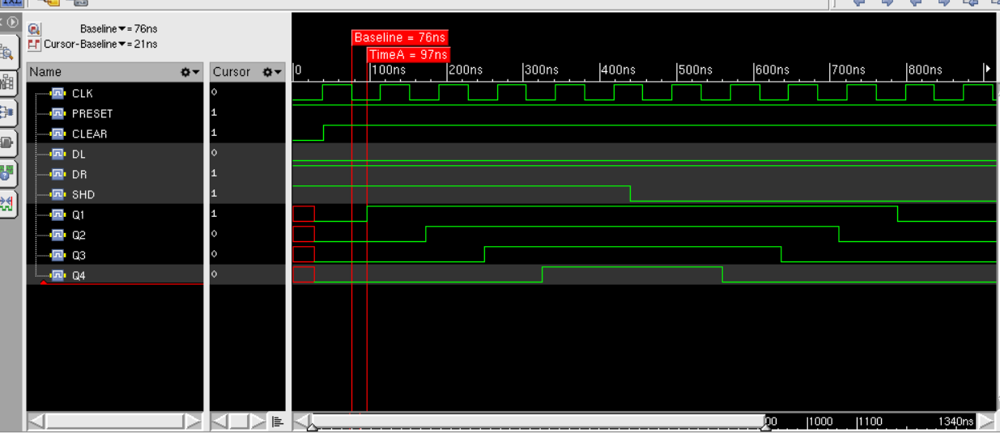 Baseline▼= 76ns
Cursor-Baseline▼= 21ns
Baseline = 76ns
TimeA = 97ns
Name Cursor 0 100ns 200ns 300ns 400ns 500ns 600ns 700ns 800ns
CLK 0
PRESET 1
CLEAR 1
DL 0
DR 1
SHD 1
Q1 1
Q2 0
Q3 0
Q4 0
1000 1100 1340ns